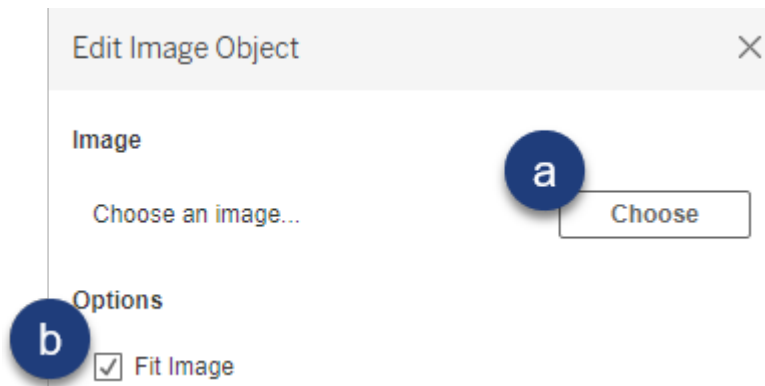 Edit Image Object
Image
a
Choose an image... Choose
Options
b
Fit Image